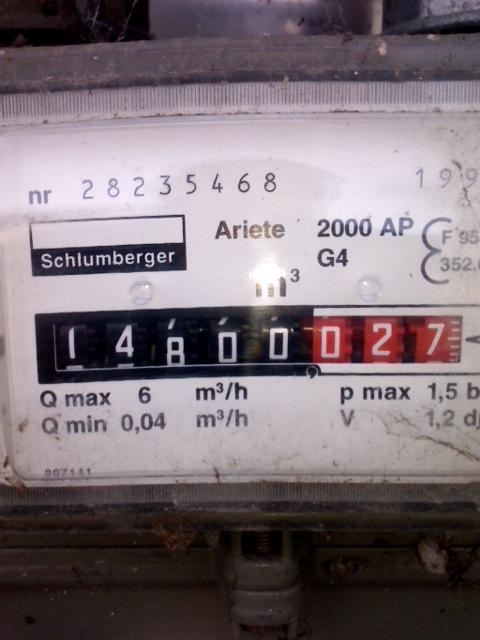 nr 28235468
Schlumberger
Ariete 2000 AP
G4
m³
14800027
Q max 6 m³/h p max 1,5
Q min 0,04 m³/h V 1,2